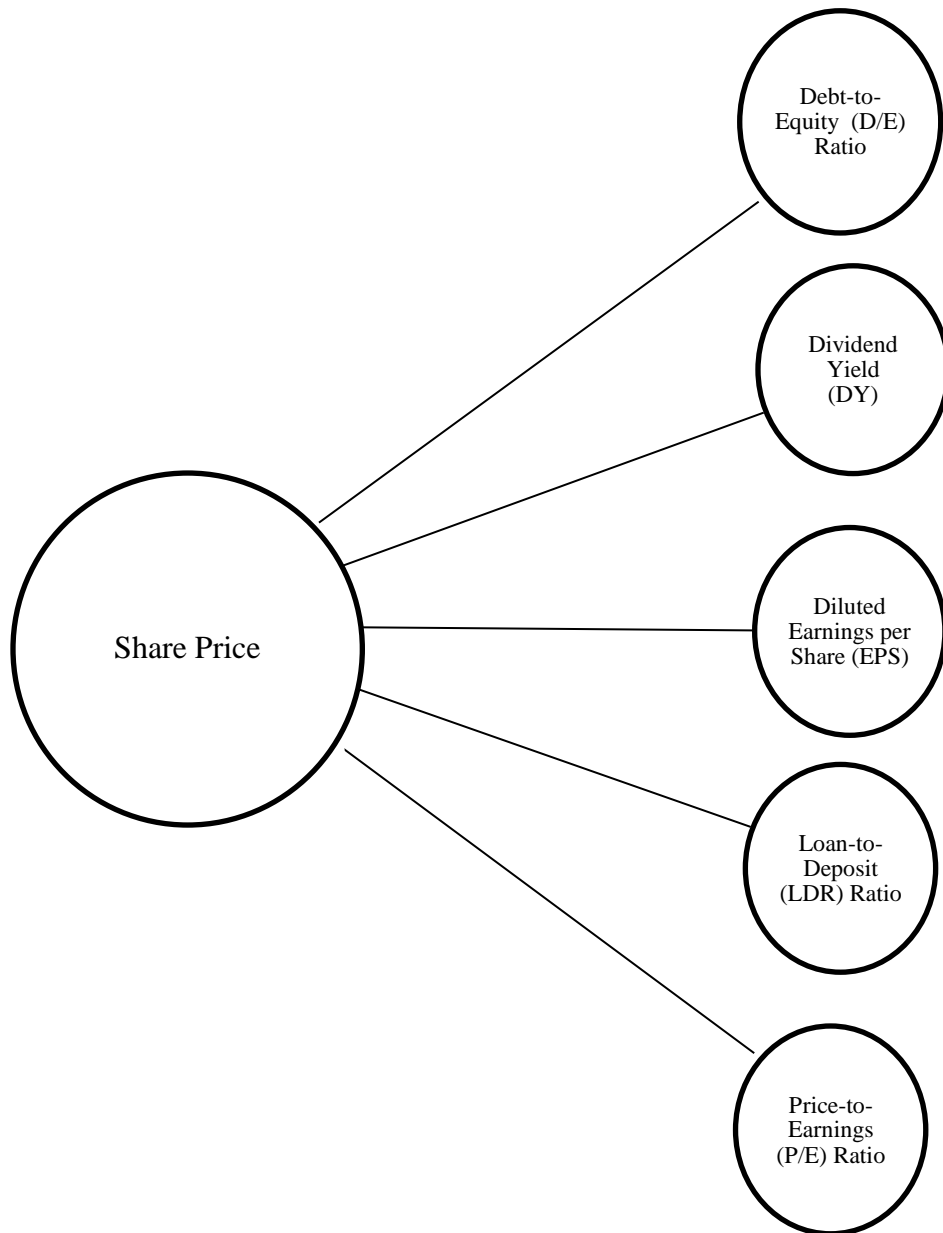 Debt-to-
Equity (D/E)
Ratio
Dividend
Yield
(DY)
Share Price
Diluted
Earnings per
Share (EPS)
Loan-to-
Deposit
(LDR) Ratio
Price-to-
Earnings
(P/E) Ratio